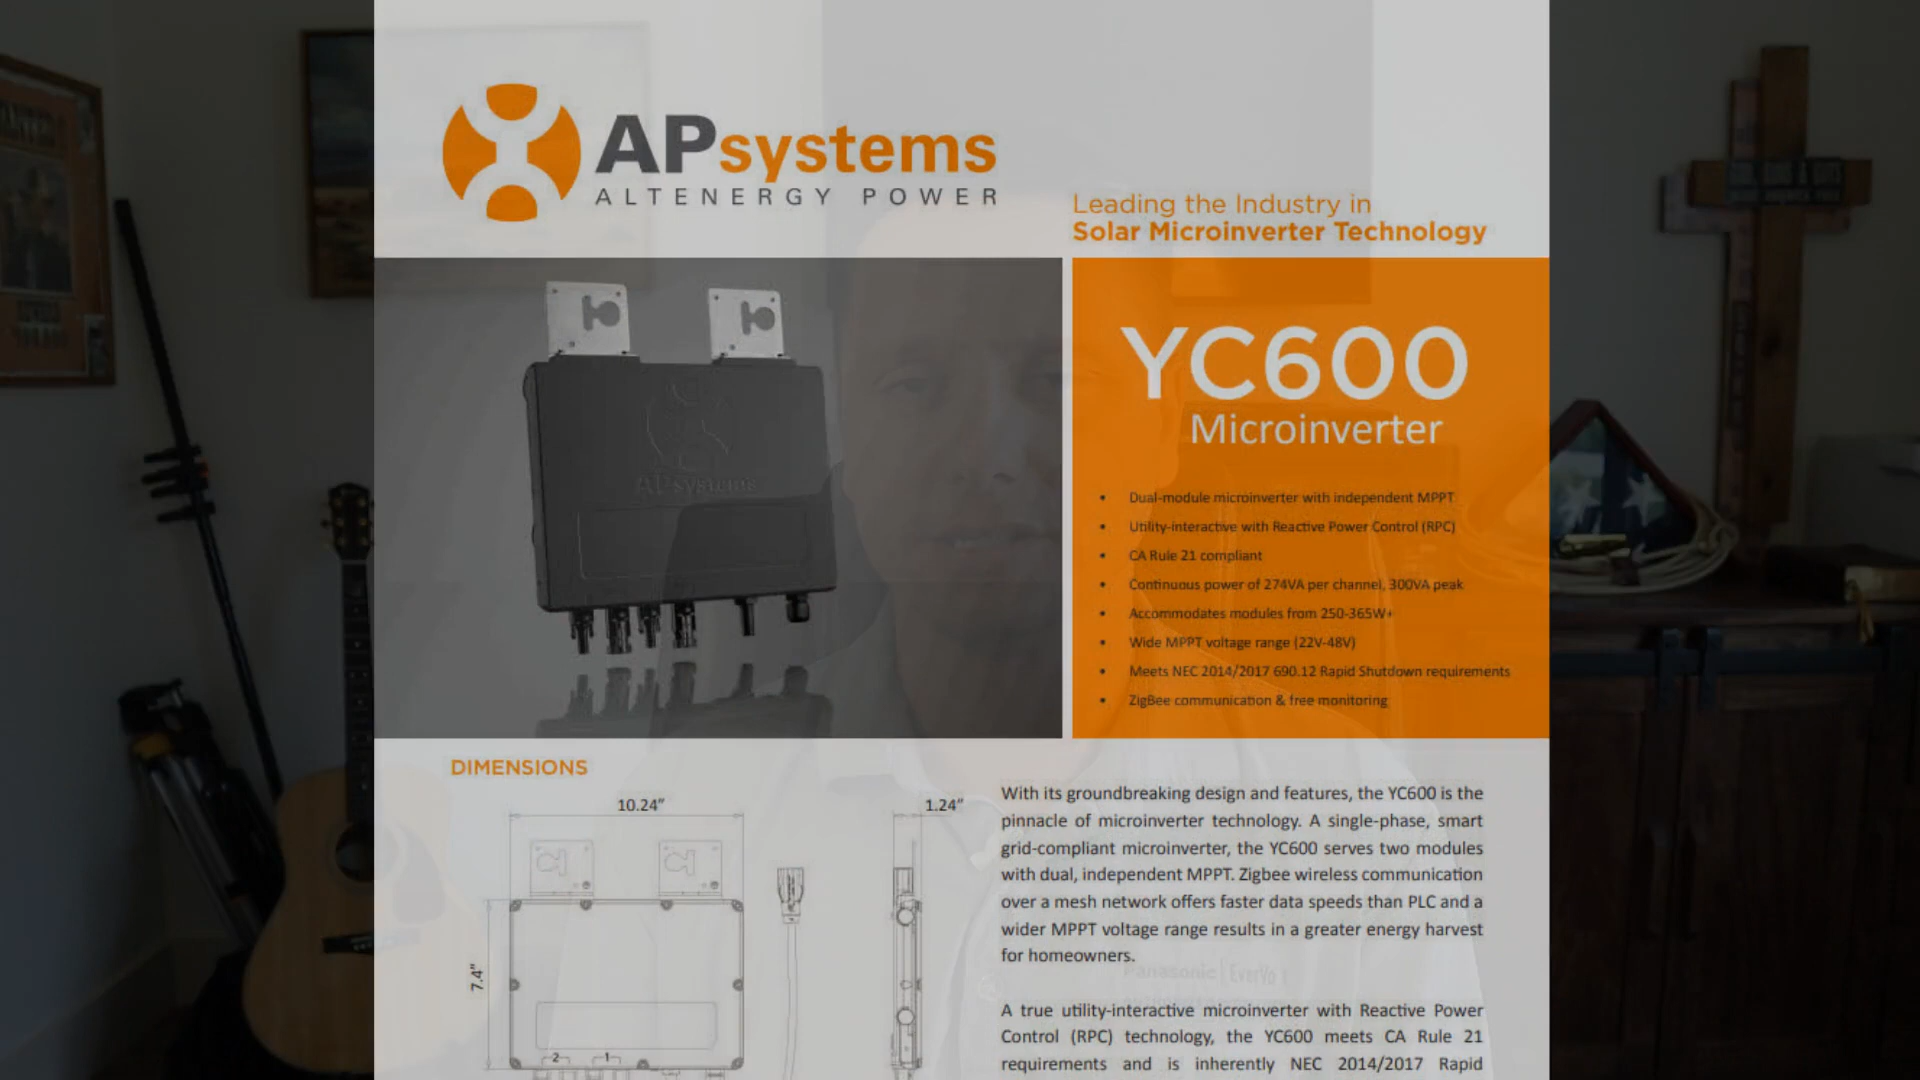 APsystems
ALTENERGY POWER
Leading the Industry in
Solar Microinverter Technology
APsystems
YC600
Microinverter
• Dual-module microinverter with independent MPPT
• Utility-interactive with Reactive Power Control (RPC)
• CA Rule 21 compliant
• Continuous power of 274VA per channel, 300VA peak
• Accommodates modules from 250-365W+
• Wide MPPT voltage range (22V-48V)
• Meets NEC 2014/2017 690.12 Rapid Shutdown requirements
• ZigBee communication & free monitoring
DIMENSIONS
10.24"
1.24"
7.4"
2
1
With its groundbreaking design and features, the YC600 is the
pinnacle of microinverter technology. A single-phase, smart
grid-compliant microinverter, the YC600 serves two modules
with dual, independent MPPT. Zigbee wireless communication
over a mesh network offers faster data speeds than PLC and a
wider MPPT voltage range results in a greater energy harvest
for homeowners.
Panasonic | EverVo
A true utility-interactive microinverter with Reactive Power
Control (RPC) technology, the YC600 meets CA Rule 21
requirements and is inherently NEC 2014/2017 Rapid